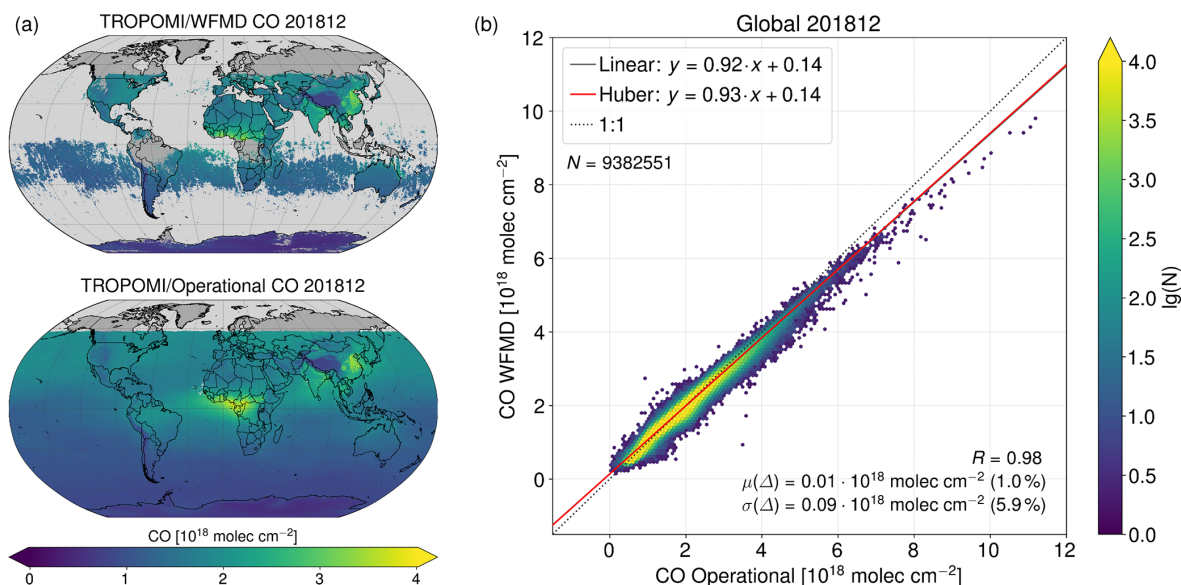 (a)
TROPOMI/WFMD CO 201812
TROPOMI/Operational CO 201812
CO [10¹⁸ molec cm⁻²]
0 1 2 3 4
(b)
Global 201812
Linear: y = 0.92·x + 0.14
Huber: y = 0.93·x + 0.14
1:1
N = 9382551
R = 0.98
μ(Δ) = 0.01 · 10¹⁸ molec cm⁻² (1.0 %)
σ(Δ) = 0.09 · 10¹⁸ molec cm⁻² (5.9 %)
12
10
8
6
4
2
0
CO WFMD [10¹⁸ molec cm⁻²]
0 2 4 6 8 10 12
CO Operational [10¹⁸ molec cm⁻²]
4.0
3.5
3.0
2.5
2.0
1.5
1.0
0.5
0.0
lg(N)